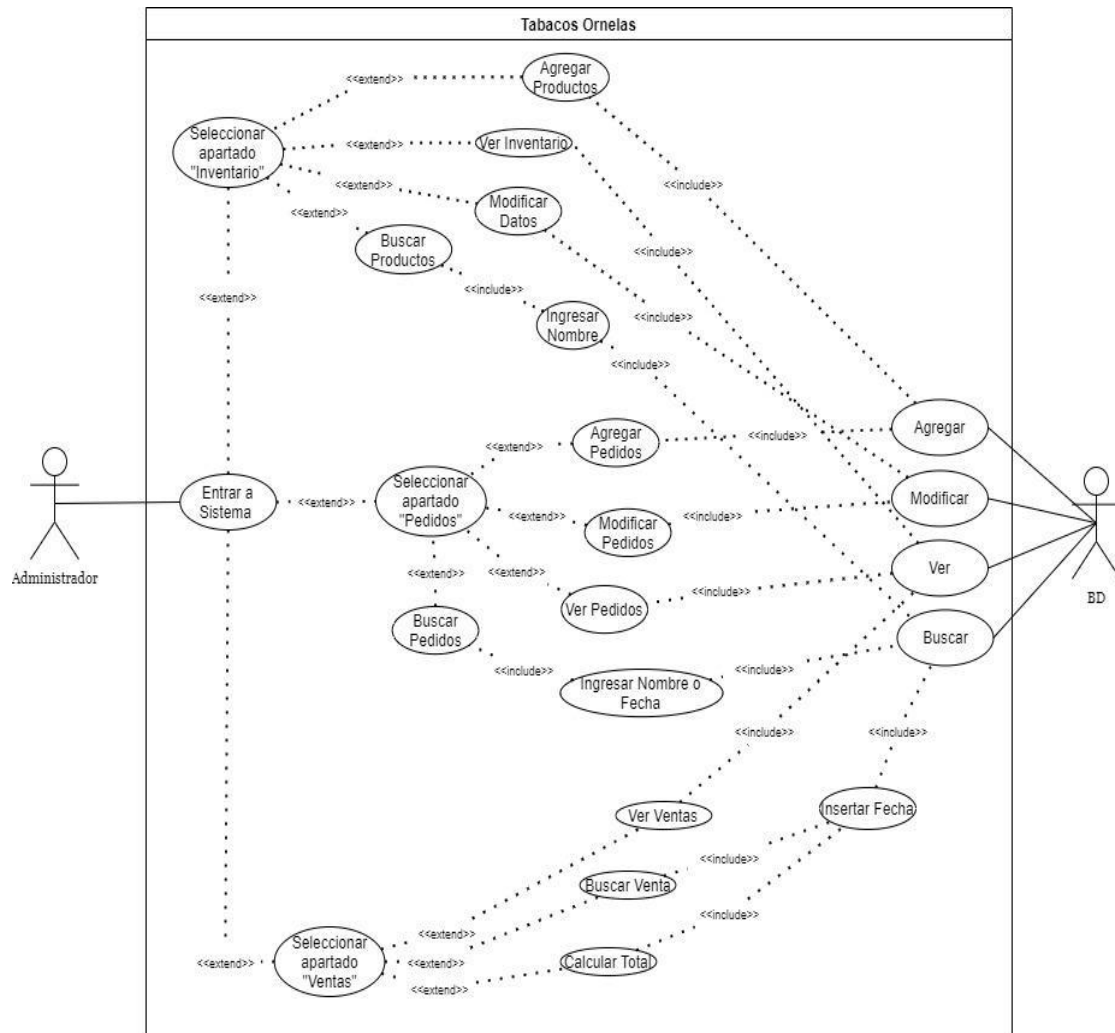 Tabacos Ornelas
Agregar
Productos
<<extend>>
Seleccionar
apartado
"Inventario"
<<extend>>
Ver Inventario
<<include>>
<<extend>>
Modificar
Datos
<<extend>>
Buscar
Productos
<<include>>
<<include>>
<<extend>>
Ingresar
Nombre
<<include>>
<<include>>
Agregar
Pedidos
<<include>>
Agregar
<<extend>>
Entrar a
Sistema
<<extend>>
Seleccionar
apartado
"Pedidos"
<<extend>>
Modificar
Pedidos
<<include>>
Modificar
Administrador
<<extend>>
<<extend>>
Ver
BD
Buscar
Pedidos
Ver Pedidos
<<include>>
Buscar
<<include>>
Ingresar Nombre o
Fecha
<<include>>
<<include>>
Ver Ventas
Insertar Fecha
<<include>>
Buscar Venta
<<include>>
Seleccionar
apartado
"Ventas"
<<extend>>
<<extend>>
<<extend>>
<<extend>>
Calcular Total